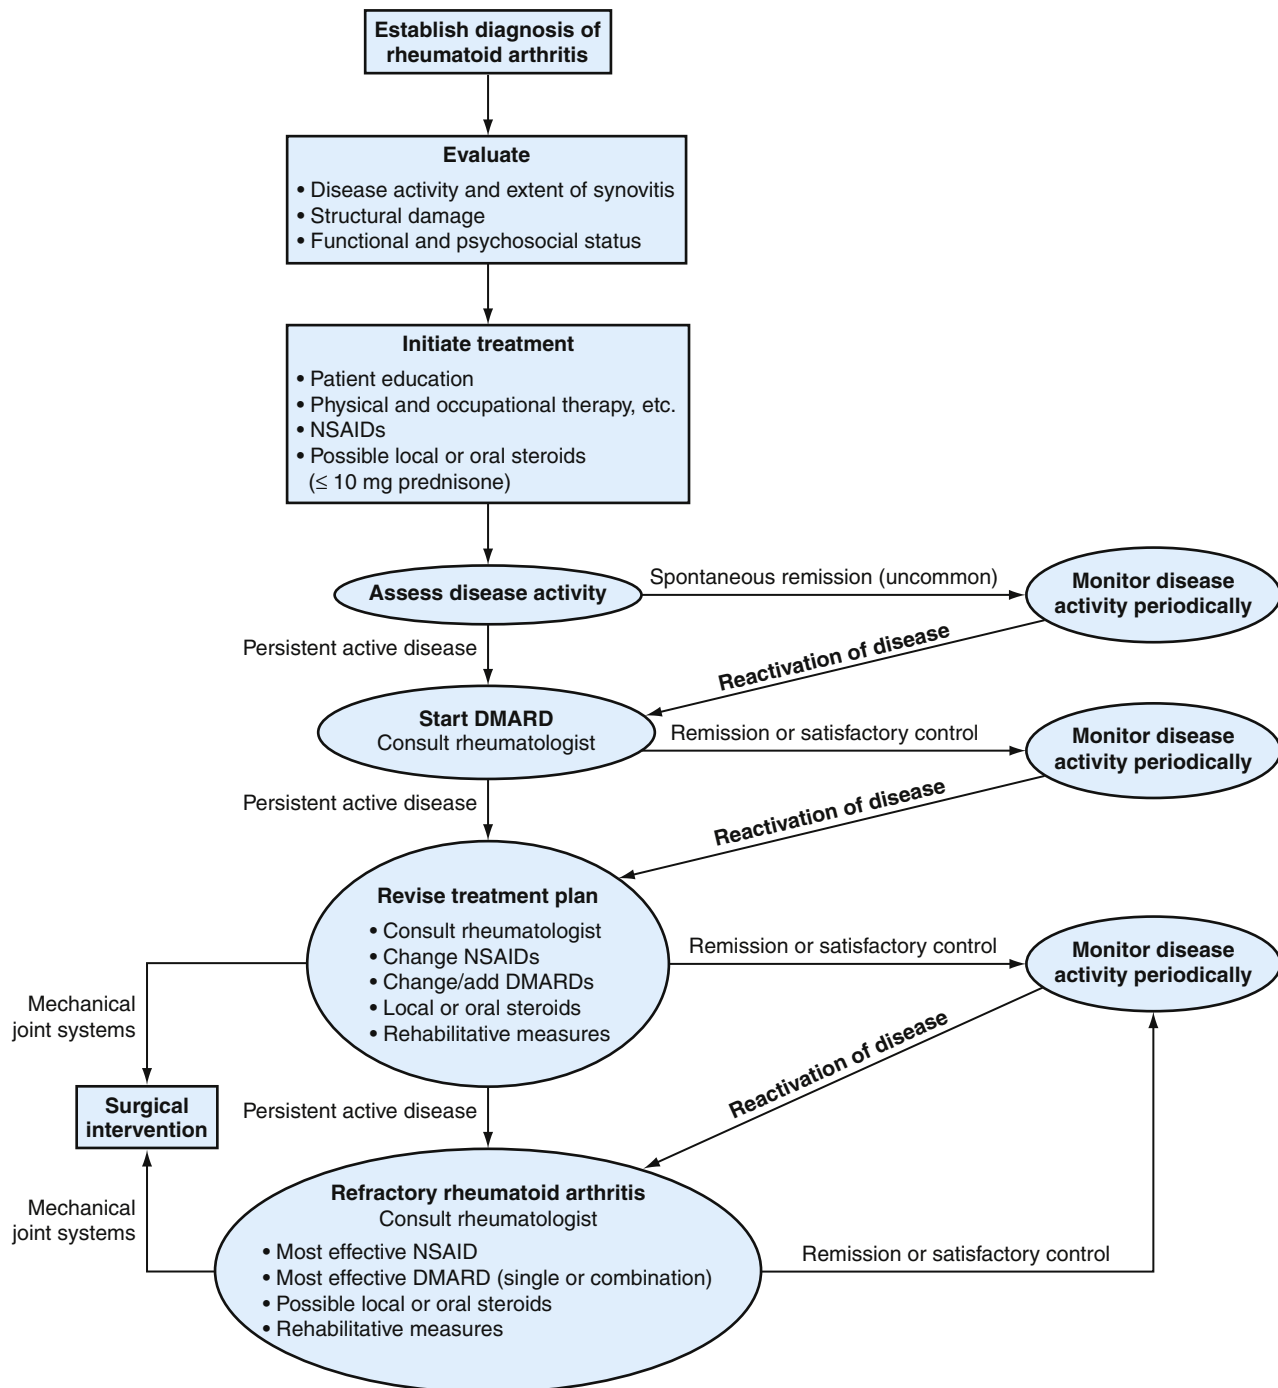 Establish diagnosis of
rheumatoid arthritis
Evaluate
• Disease activity and extent of synovitis
• Structural damage
• Functional and psychosocial status
Initiate treatment
• Patient education
• Physical and occupational therapy, etc.
• NSAIDs
• Possible local or oral steroids
(≤ 10 mg prednisone)
Assess disease activity
Spontaneous remission (uncommon)
Monitor disease
activity periodically
Persistent active disease
Reactivation of disease
Start DMARD
Consult rheumatologist
Remission or satisfactory control
Monitor disease
activity periodically
Persistent active disease
Reactivation of disease
Revise treatment plan
• Consult rheumatologist
• Change NSAIDs
• Change/add DMARDs
• Local or oral steroids
• Rehabilitative measures
Remission or satisfactory control
Monitor disease
activity periodically
Mechanical
joint systems
Reactivation of disease
Surgical
intervention
Persistent active disease
Mechanical
joint systems
Refractory rheumatoid arthritis
Consult rheumatologist
• Most effective NSAID
• Most effective DMARD (single or combination)
• Possible local or oral steroids
• Rehabilitative measures
Remission or satisfactory control